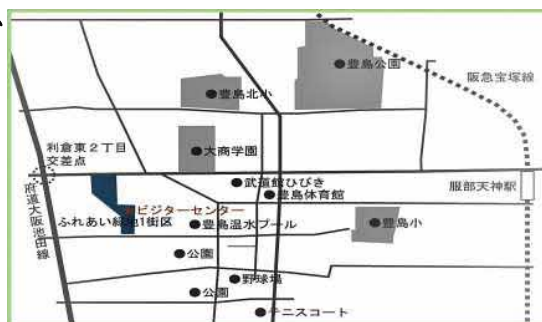 豊島公園
阪急宝塚線
豊島北小
利倉東2丁目
交差点
大商学園
武道館ひびき
豊島体育館
服部天神駅
ビジターセンター
ふれあい緑地1街区
豊島温水プール
豊島小
府道大阪池田線
公園
野球場
公園
テニスコート